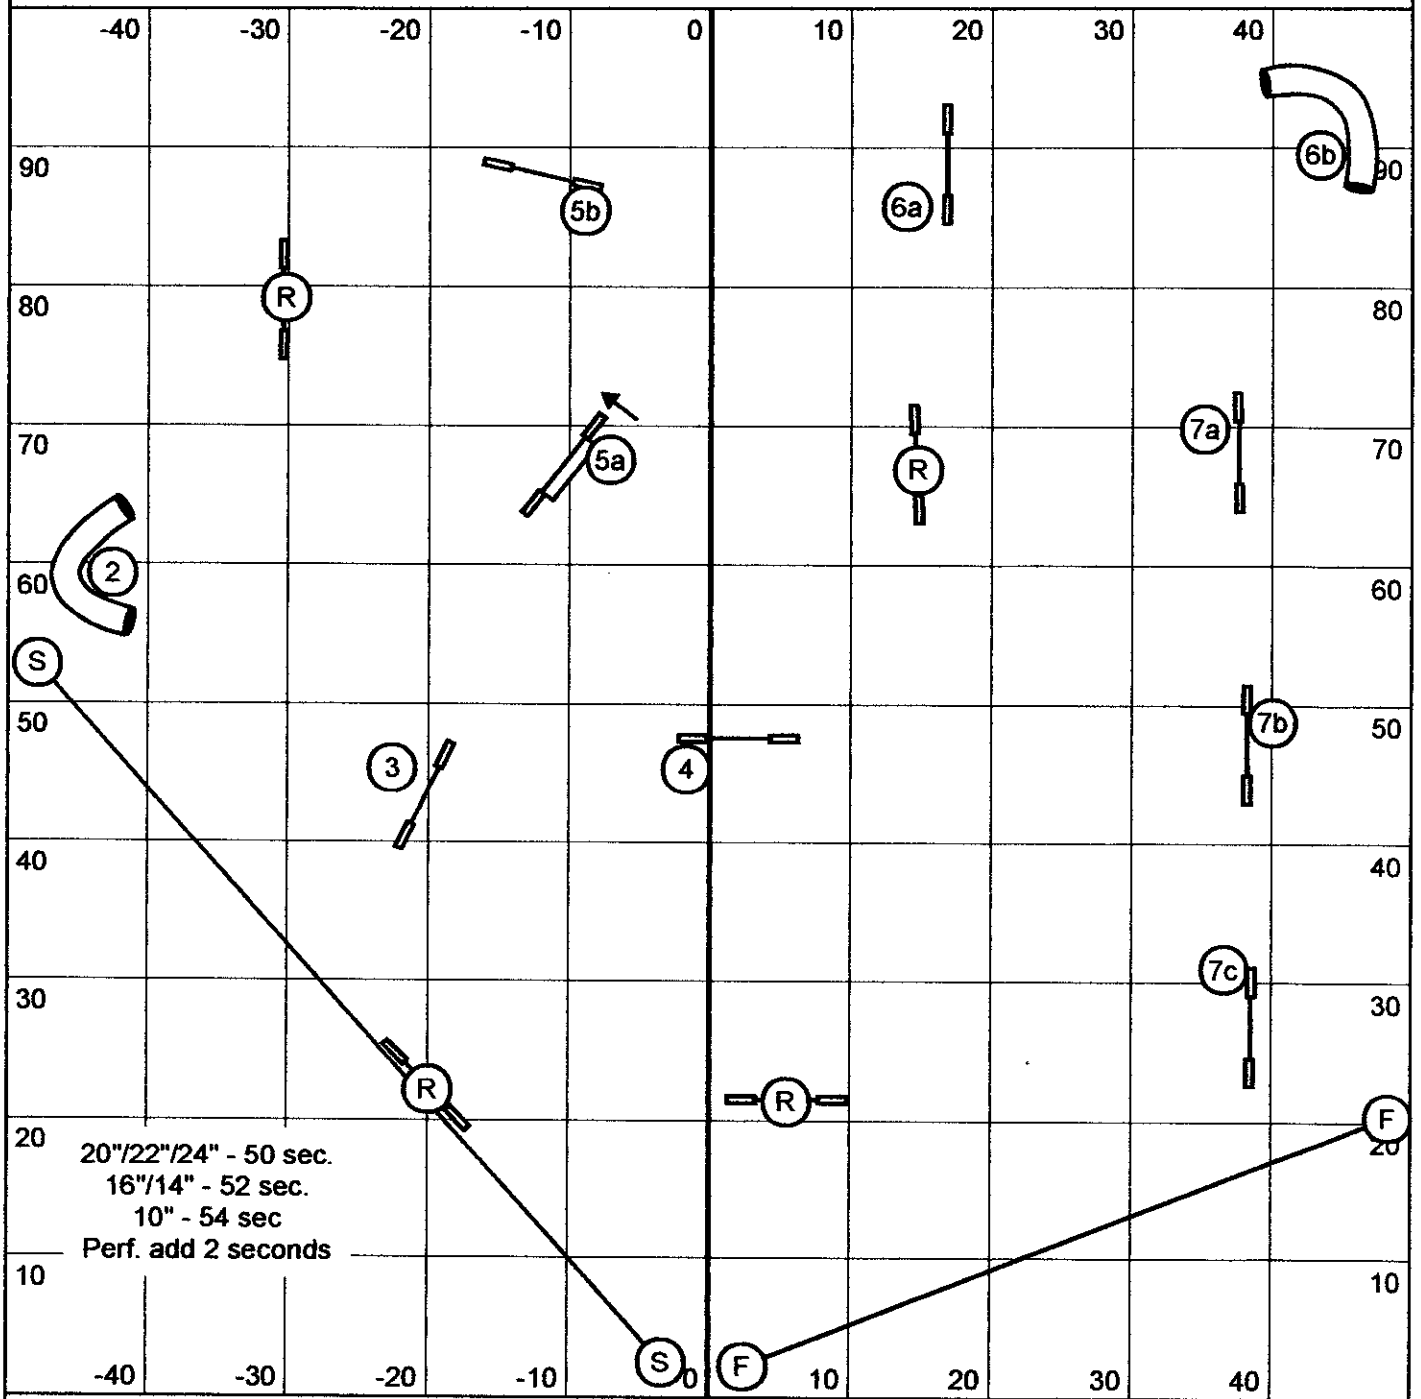 -40 -30 -20 -10 0 10 20 30 40
90 5b 6a 6b 90
80 R 80
70 5a R 7a 70
60 2 60
S
50 7b 50
3 4
40 40
30 7c 30
R R F
20 20
20"/22"/24" - 50 sec.
16"/14" - 52 sec.
10" - 54 sec
Perf. add 2 seconds
10 10
-40 -30 -20 -10 S 0 F 10 20 30 40